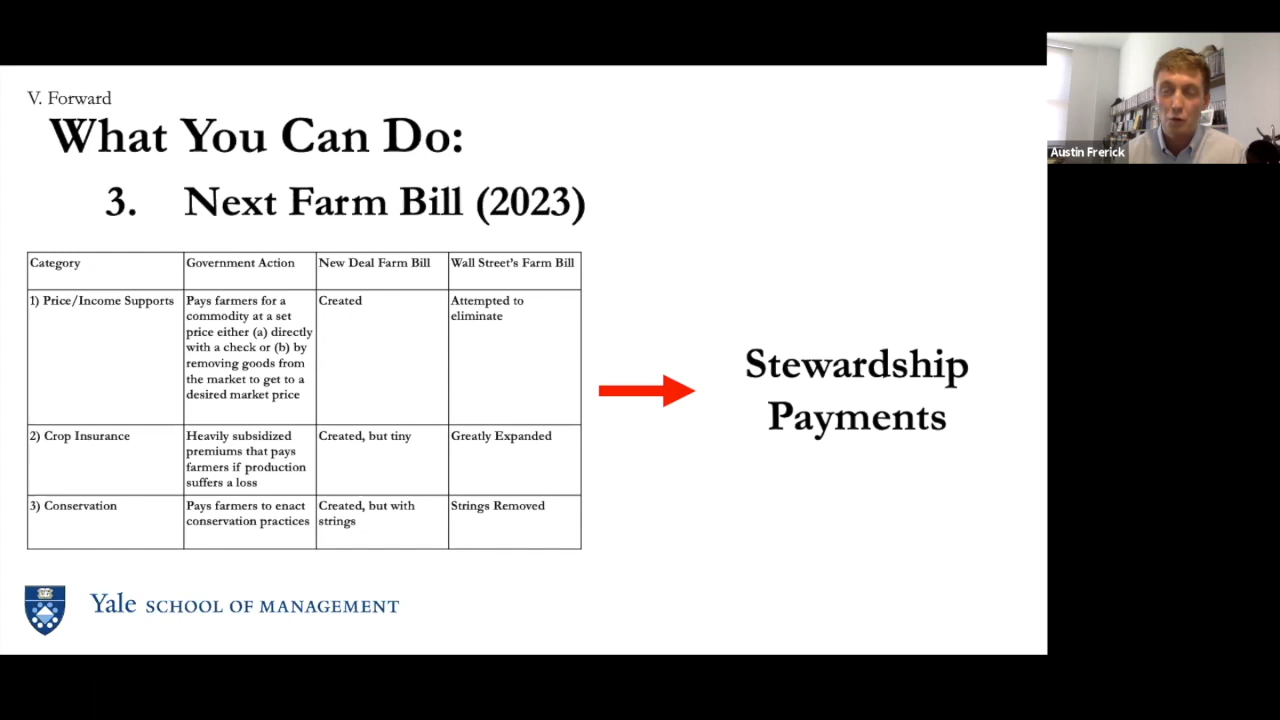 V. Forward
What You Can Do:
3. Next Farm Bill (2023)
Category
Government Action
New Deal Farm Bill
Wall Street's Farm Bill
1) Price/Income Supports
Pays farmers for a
commodity at a set
price either (a) directly
with a check or (b) by
removing goods from
the market to get to a
desired market price
Created
Attempted to
eliminate
2) Crop Insurance
Heavily subsidized
premiums that pays
farmers if production
suffers a loss
Created, but tiny
Greatly Expanded
3) Conservation
Pays farmers to enact
conservation practices
Created, but with
strings
Strings Removed
Stewardship
Payments
Yale SCHOOL OF MANAGEMENT
Austin Frerick